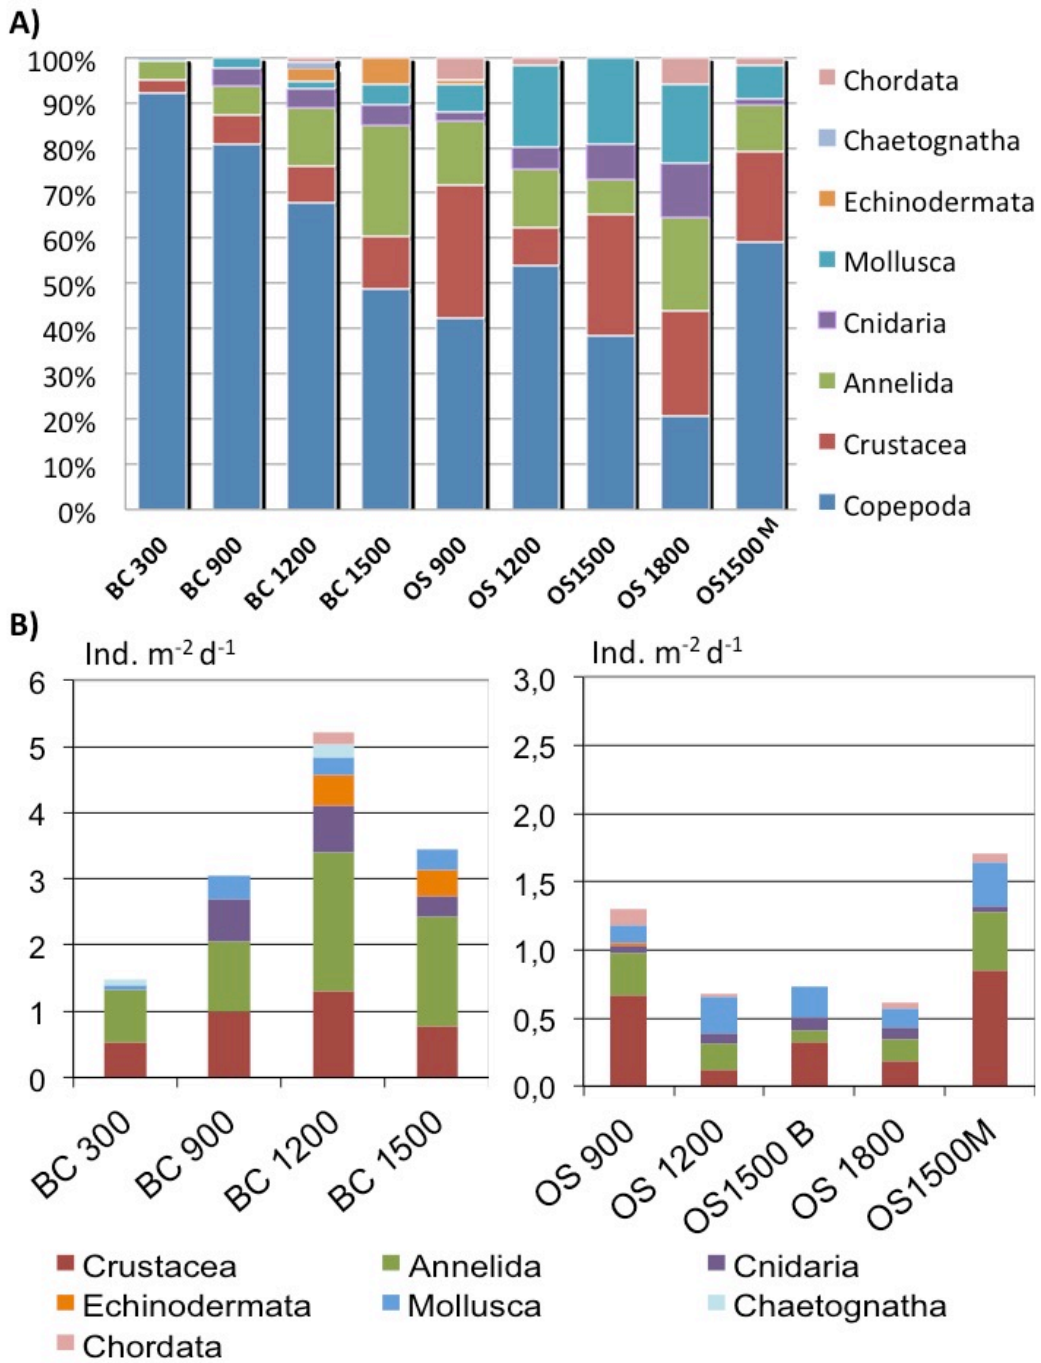 A)
100%
90%
80%
70%
60%
50%
40%
30%
20%
10%
0%
BC 300
BC 900
BC 1200
BC 1500
OS 900
OS 1200
OS1500
OS 1800
OS1500 M
Chordata
Chaetognatha
Echinodermata
Mollusca
Cnidaria
Annelida
Crustacea
Copepoda
B)
Ind. m-2 d-1
6
5
4
3
2
1
0
BC 300
BC 900
BC 1200
BC 1500
Ind. m-2 d-1
3,0
2,5
2,0
1,5
1,0
0,5
0,0
OS 900
OS 1200
OS1500 B
OS 1800
OS1500M
Crustacea Annelida Cnidaria
Echinodermata Mollusca Chaetognatha
Chordata